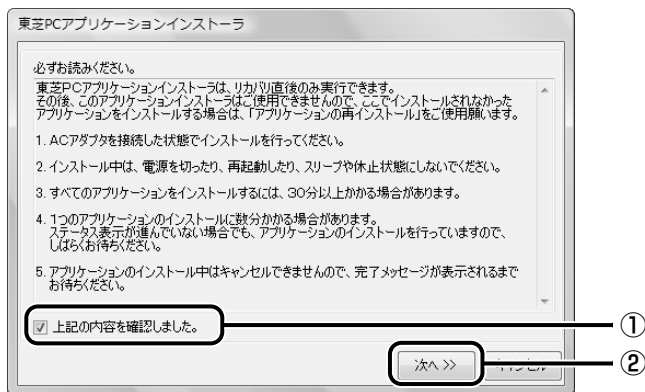 東芝PCアプリケーションインストーラ
必ずお読みください。
東芝PCアプリケーションインストーラは、リカバリ直後のみ実行できます。
その後、このアプリケーションインストーラはご使用できませんので、ここでインストールされなかった
アプリケーションをインストールする場合は、「アプリケーションの再インストール」をご使用願います。
1. ACアダプタを接続した状態でインストールを行ってください。
2. インストール中は、電源を切ったり、再起動したり、スリープや休止状態にしないでください。
3. すべてのアプリケーションをインストールするには、30分以上かかる場合があります。
4. 1つのアプリケーションのインストールに数分かかる場合があります。
ステータス表示が進んでいない場合でも、アプリケーションのインストールを行っていますので、
しばらくお待ちください。
5. アプリケーションのインストール中はキャンセルできませんので、完了メッセージが表示されるまで
お待ちください。
上記の内容を確認しました。
①
次へ >>
②